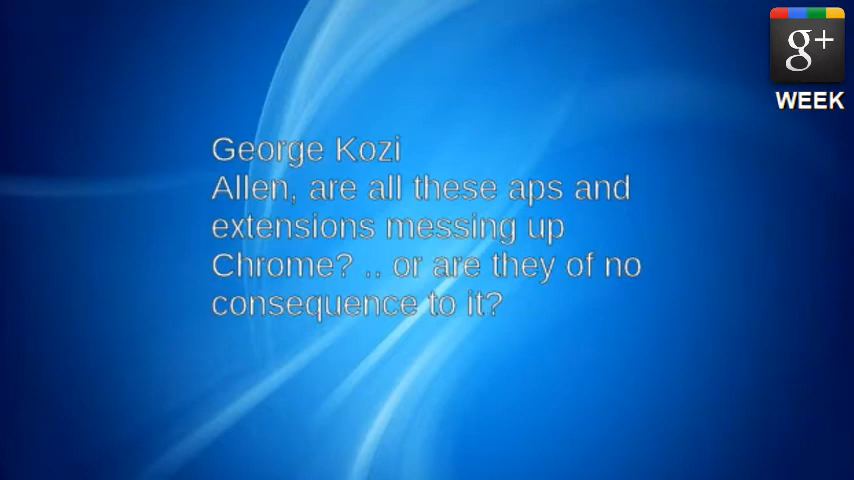 g+
WEEK
George Kozi
Allen, are all these aps and
extensions messing up
Chrome? .. or are they of no
consequence to it?